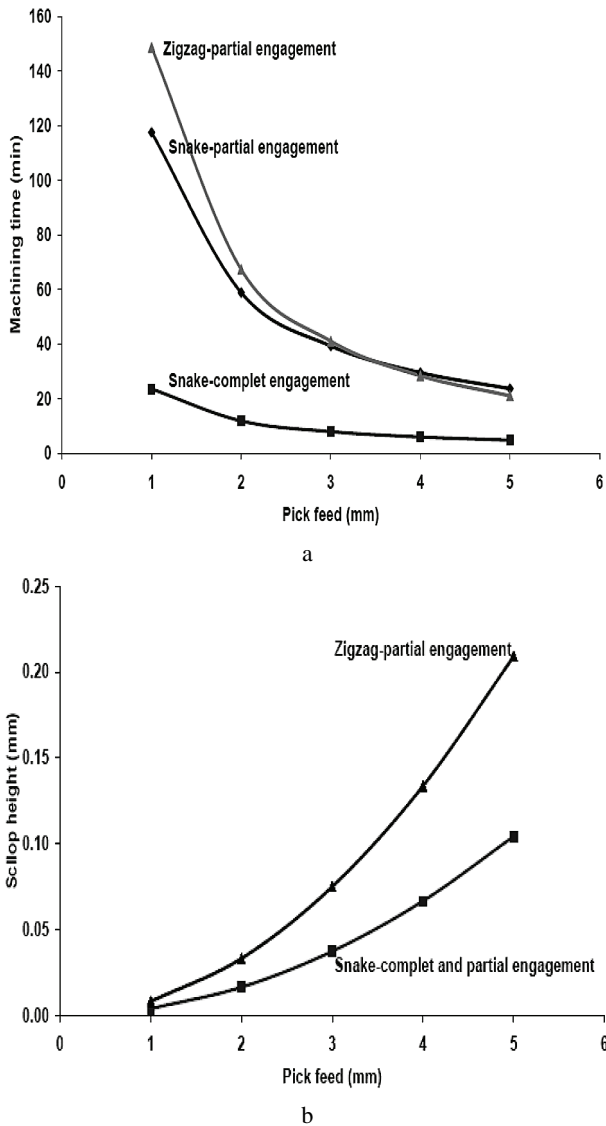 160
140
120
100
80
60
40
20
0
Machining time (min)
Zigzag-partial engagement
Snake-partial engagement
Snake-complet engagement
0 1 2 3 4 5 6
Pick feed (mm)
a
0.25
0.20
0.15
0.10
0.05
0.00
Scllop height (mm)
Zigzag-partial engagement
Snake-complet and partial engagement
0 1 2 3 4 5 6
Pick feed (mm)
b